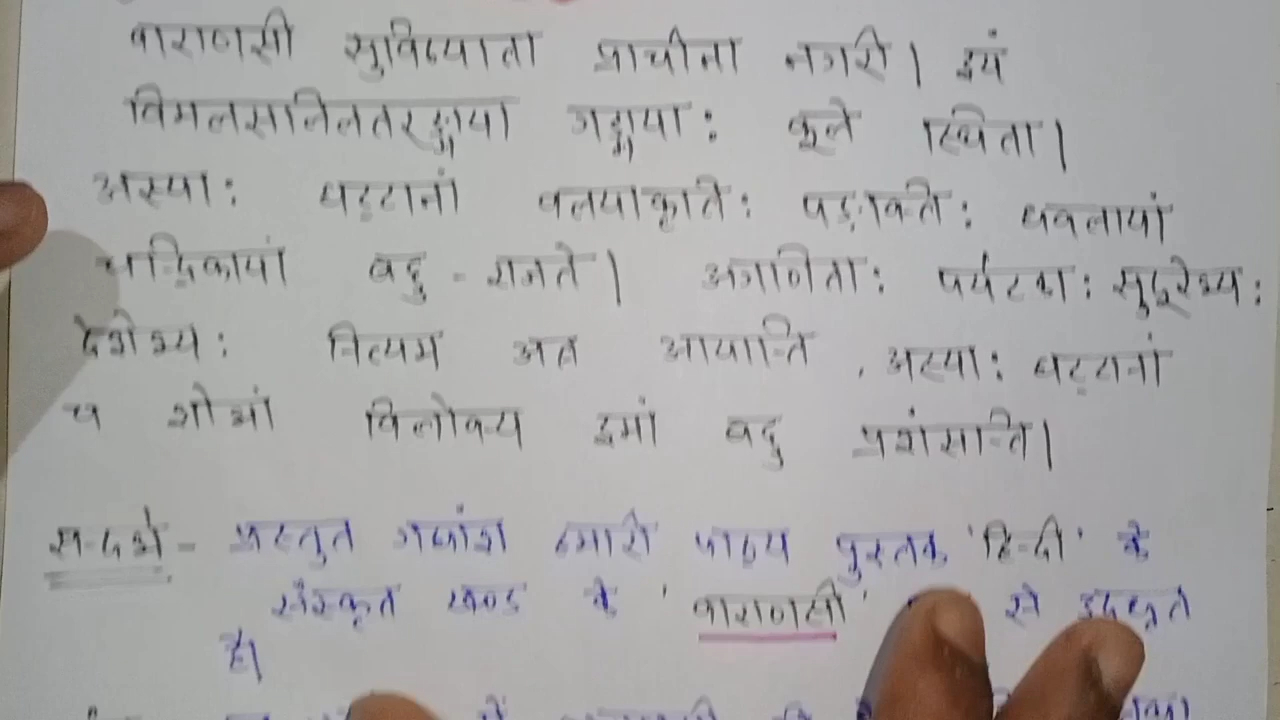 वाराणसी सुविख्याता प्राचीना नगरी। इयं
विमलसलिलतरङ्गायाः गङ्गायाः कूले स्थिता।
अस्याः घट्टानां वलयाकृतिः पङ्क्तिः धवलायां
चन्द्रिकायां बहु - राजते। अगणिताः पर्यटकाः सुदूरेभ्यः
देशेभ्यः नित्यम अत्र आयान्ति , अस्याः घट्टानां
च शोभां विलोक्य इमां बहु प्रशंसन्ति।
सन्दर्भ - प्रस्तुत गद्यांश हमारी पाठ्य पुस्तक 'हिन्दी' के
संस्कृत खण्ड के 'वाराणसी' से उद्धृत
है।